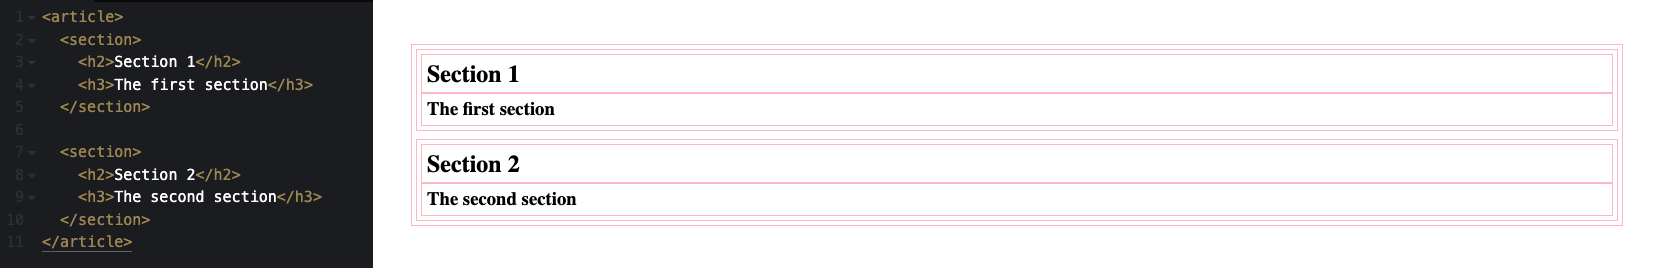 1 <article>
2 <section>
3 <h2>Section 1</h2>
4 <h3>The first section</h3>
5 </section>
6
7 <section>
8 <h2>Section 2</h2>
9 <h3>The second section</h3>
10 </section>
11 </article>
Section 1
The first section
Section 2
The second section